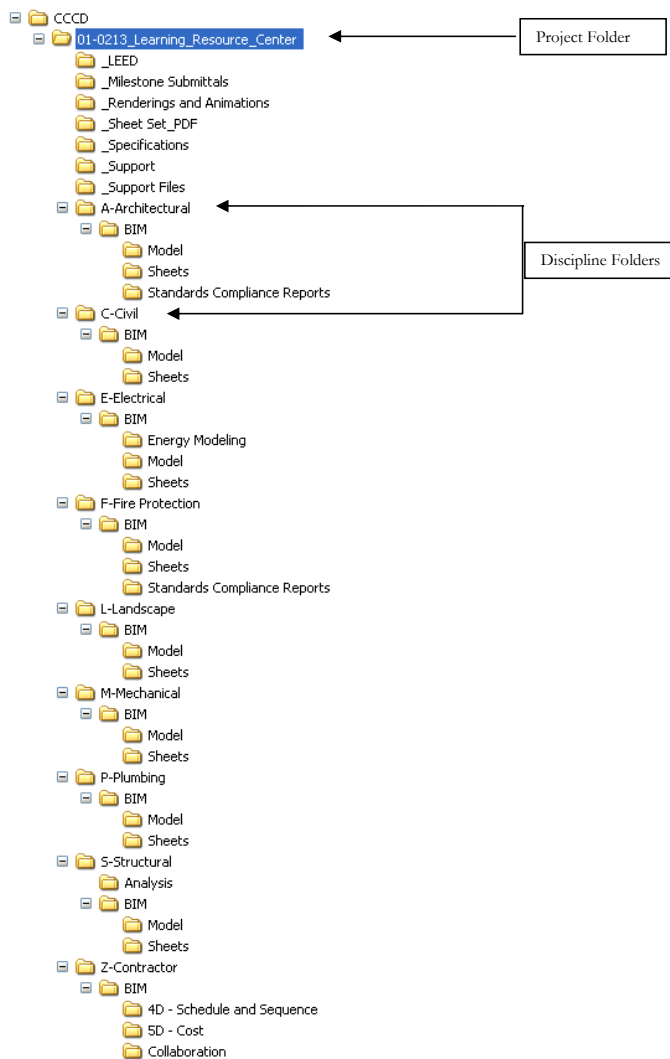 CCCD
01-0213_Learning_Resource_Center
Project Folder
_LEED
_Milestone Submittals
_Renderings and Animations
_Sheet Set_PDF
_Specifications
_Support
_Support Files
A-Architectural
BIM
Model
Discipline Folders
Sheets
Standards Compliance Reports
C-Civil
BIM
Model
Sheets
E-Electrical
BIM
Energy Modeling
Model
Sheets
F-Fire Protection
BIM
Model
Sheets
Standards Compliance Reports
L-Landscape
BIM
Model
Sheets
M-Mechanical
BIM
Model
Sheets
P-Plumbing
BIM
Model
Sheets
S-Structural
Analysis
BIM
Model
Sheets
Z-Contractor
BIM
4D - Schedule and Sequence
5D - Cost
Collaboration